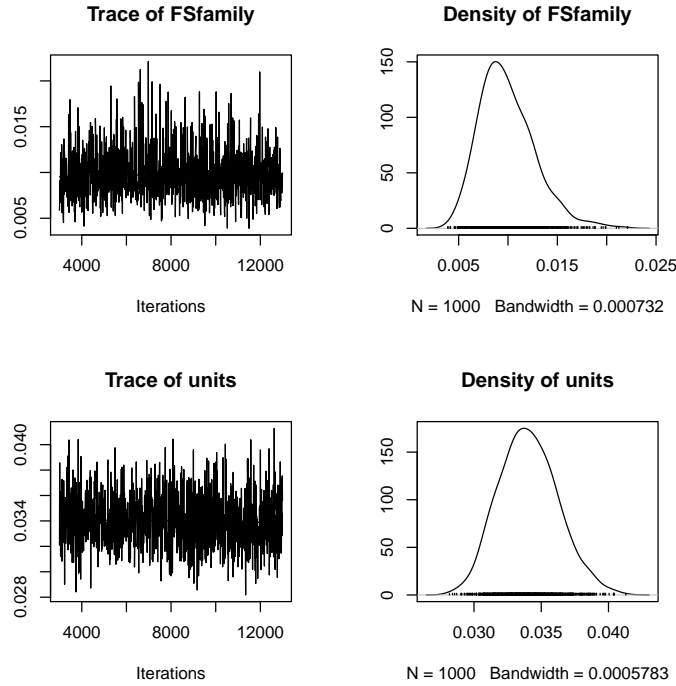 Trace of FSfamily
0.005 0.015
4000 8000 12000
Iterations
Density of FSfamily
0 50 100 150
0.005 0.015 0.025
N = 1000 Bandwidth = 0.000732
Trace of units
0.028 0.034 0.040
4000 8000 12000
Iterations
Density of units
0 50 100 150
0.030 0.035 0.040
N = 1000 Bandwidth = 0.0005783